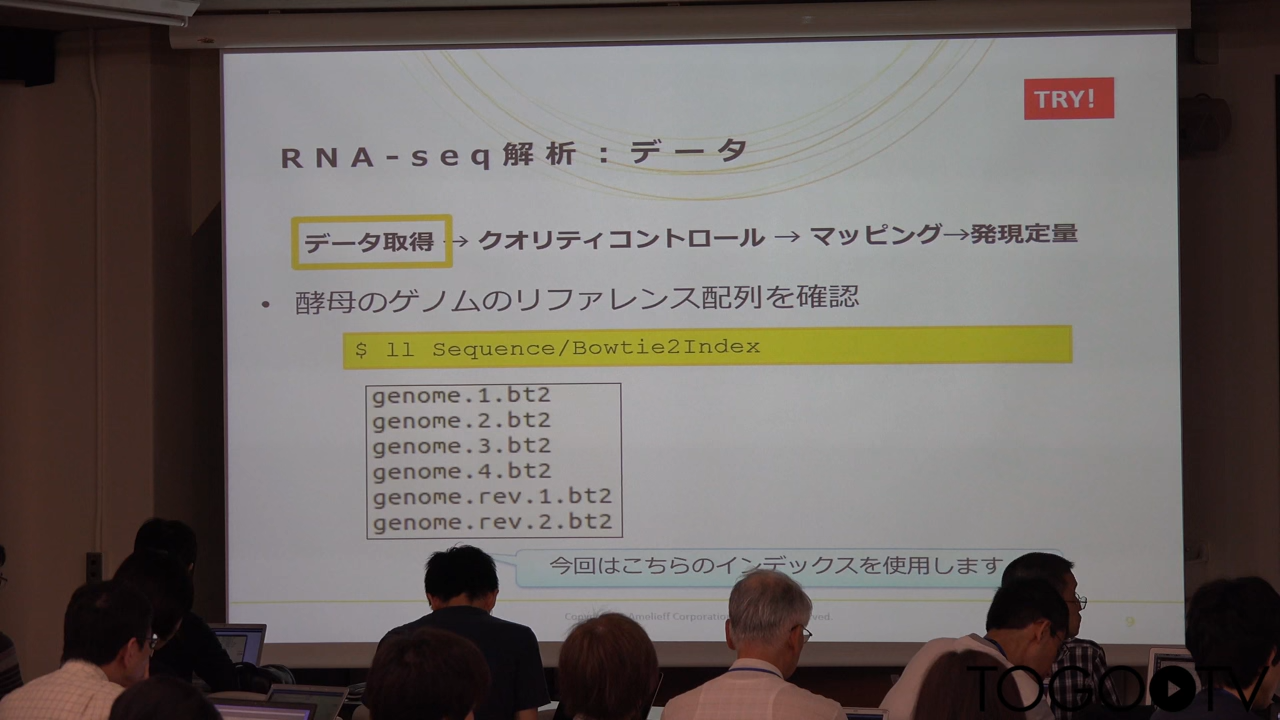 TRY!
RNA-seq解析：データ
データ取得 → クオリティコントロール → マッピング→発現定量
• 酵母のゲノムのリファレンス配列を確認
$ ll Sequence/Bowtie2Index
genome.1.bt2
genome.2.bt2
genome.3.bt2
genome.4.bt2
genome.rev.1.bt2
genome.rev.2.bt2
今回はこちらのインデックスを使用します
Amelieff
9
TOGOTV